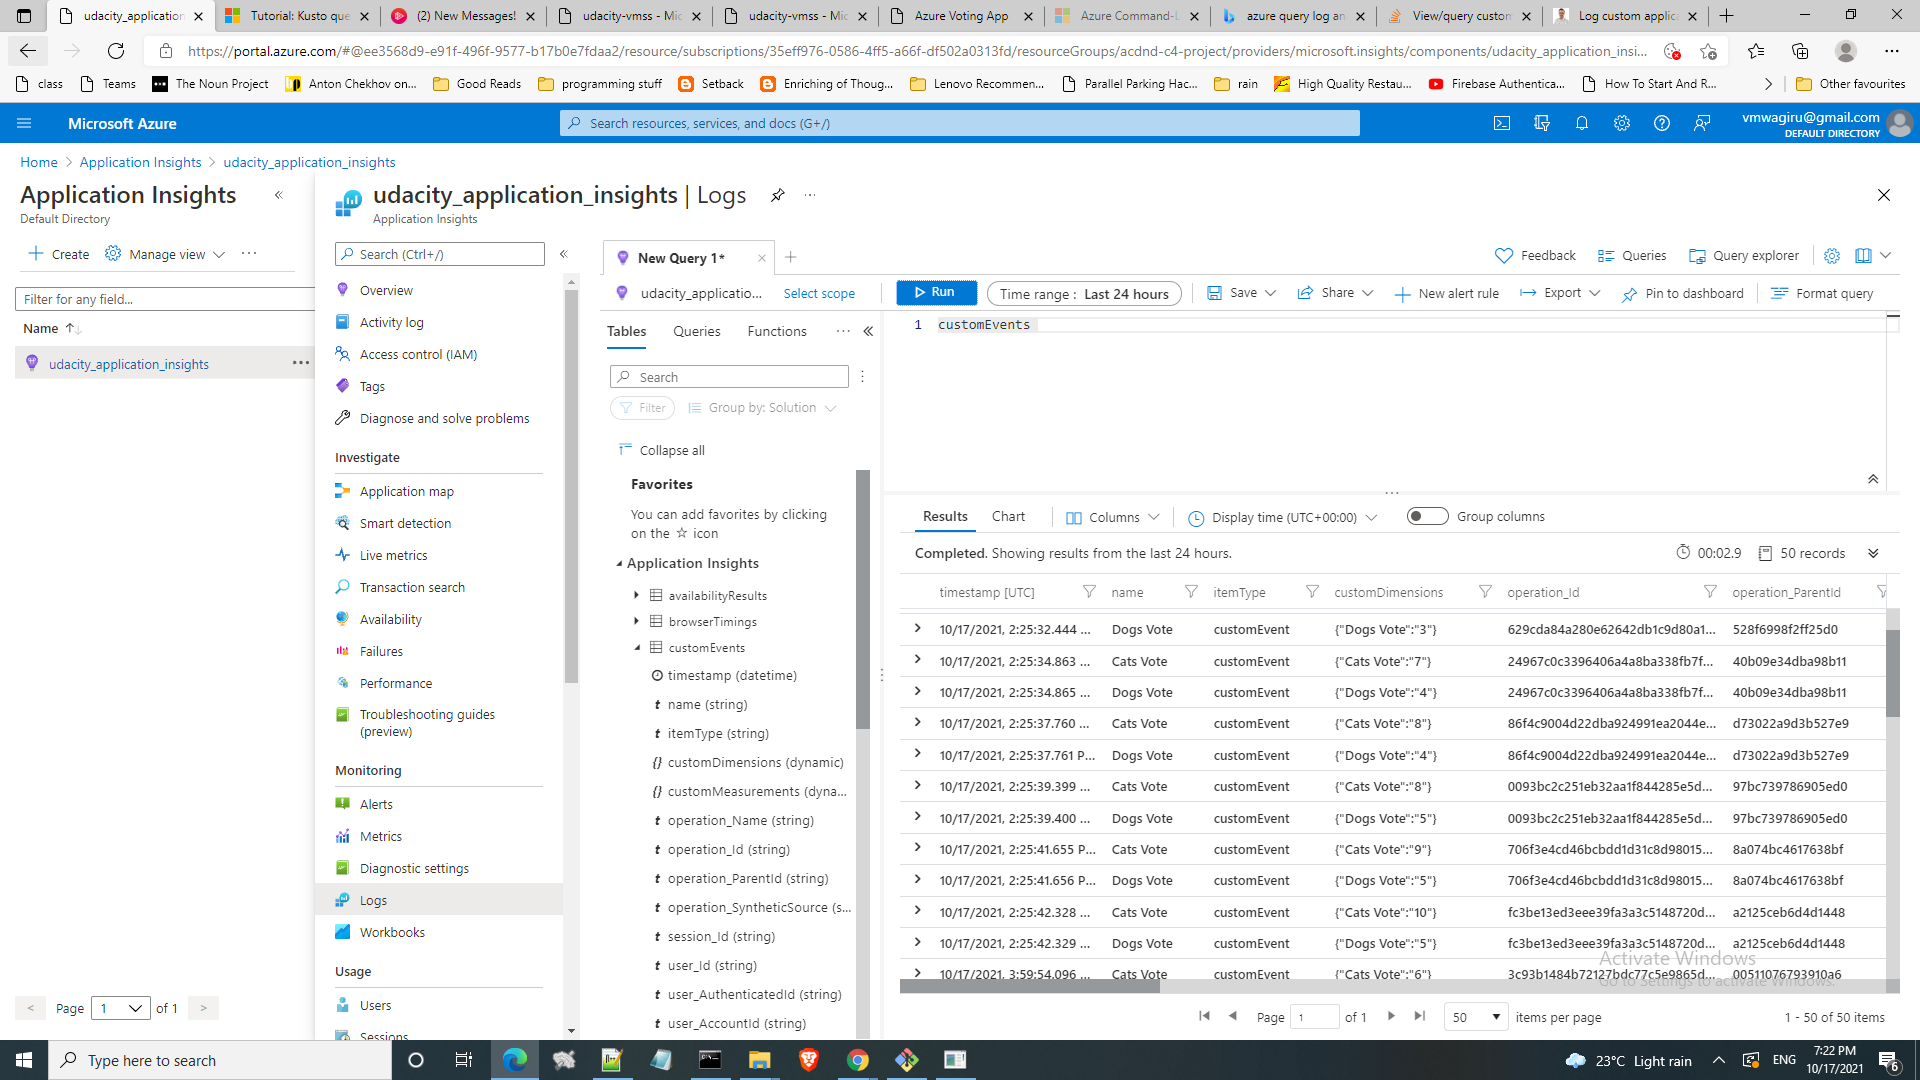 udacity_application
Tutorial: Kusto que
(2) New Messages!
udacity-vmss - Mic
udacity-vmss - Mic
Azure Voting App
Azure Command-L
azure query log an
View/query custom
Log custom applica
https://portal.azure.com/#@ee3568d9-e91f-496f-9577-b17b0e7fdaa2/resource/subscriptions/35eff976-0586-4ff5-a66f-df502a0313fd/resourceGroups/acdnd-c4-project/providers/microsoft.insights/components/udacity_application_insi...
class
Teams
The Noun Project
Anton Chekhov on...
Good Reads
programming stuff
Setback
Enriching of Thoug...
Lenovo Recommen...
Parallel Parking Hac...
rain
High Quality Restau...
Firebase Authentica...
How To Start And R...
Other favourites
Microsoft Azure
Search resources, services, and docs (G+/)
vmwagiru@gmail.com
DEFAULT DIRECTORY
Home > Application Insights > udacity_application_insights
Application Insights
Default Directory
Create
Manage view
Filter for any field...
Name
udacity_application_insights
< Page 1 of 1 >
udacity_application_insights | Logs
Application Insights
Search (Ctrl+/)
Overview
Activity log
Access control (IAM)
Tags
Diagnose and solve problems
Investigate
Application map
Smart detection
Live metrics
Transaction search
Availability
Failures
Performance
Troubleshooting guides
(preview)
Monitoring
Alerts
Metrics
Diagnostic settings
Logs
Workbooks
Usage
Users
Sessions
New Query 1*
Feedback
Queries
Query explorer
udacity_applicatio...
Select scope
Run
Time range : Last 24 hours
Save
Share
New alert rule
Export
Pin to dashboard
Format query
Tables
Queries
Functions
Search
Filter
Group by: Solution
Collapse all
Favorites
You can add favorites by clicking
on the ☆ icon
Application Insights
availabilityResults
browserTimings
customEvents
timestamp (datetime)
t name (string)
t itemType (string)
{} customDimensions (dynamic)
{} customMeasurements (dyna...
t operation_Name (string)
t operation_Id (string)
t operation_ParentId (string)
t operation_SyntheticSource (s...
t session_Id (string)
t user_Id (string)
t user_AuthenticatedId (string)
t user_AccountId (string)
1 customEvents
Results
Chart
Columns
Display time (UTC+00:00)
Group columns
Completed. Showing results from the last 24 hours.
00:02.9
50 records
timestamp [UTC] name itemType customDimensions operation_Id operation_ParentId
10/17/2021, 2:25:32.444 ... Dogs Vote customEvent {"Dogs Vote":"3"} 629cda84a280e62642db1c9d80a1... 528f6998f2ff25d0
10/17/2021, 2:25:34.863 ... Cats Vote customEvent {"Cats Vote":"7"} 24967c0c3396406a4a8ba338fb7f... 40b09e34dba98b11
10/17/2021, 2:25:34.865 ... Dogs Vote customEvent {"Dogs Vote":"4"} 24967c0c3396406a4a8ba338fb7f... 40b09e34dba98b11
10/17/2021, 2:25:37.760 ... Cats Vote customEvent {"Cats Vote":"8"} 86f4c9004d22dba924991ea2044e... d73022a9d3b527e9
10/17/2021, 2:25:37.761 P... Dogs Vote customEvent {"Dogs Vote":"4"} 86f4c9004d22dba924991ea2044e... d73022a9d3b527e9
10/17/2021, 2:25:39.399 ... Cats Vote customEvent {"Cats Vote":"8"} 0093bc2c251eb32aa1f844285e5d... 97bc739786905ed0
10/17/2021, 2:25:39.400 ... Dogs Vote customEvent {"Dogs Vote":"5"} 0093bc2c251eb32aa1f844285e5d... 97bc739786905ed0
10/17/2021, 2:25:41.655 P... Cats Vote customEvent {"Cats Vote":"9"} 706f3e4cd46bcbdd1d31c8d98015... 8a074bc4617638bf
10/17/2021, 2:25:41.656 P... Dogs Vote customEvent {"Dogs Vote":"5"} 706f3e4cd46bcbdd1d31c8d98015... 8a074bc4617638bf
10/17/2021, 2:25:42.328 ... Cats Vote customEvent {"Cats Vote":"10"} fc3be13ed3eee39fa3a3c5148720d... a2125ceb6d4d1448
10/17/2021, 2:25:42.329 ... Dogs Vote customEvent {"Dogs Vote":"5"} fc3be13ed3eee39fa3a3c5148720d... a2125ceb6d4d1448
10/17/2021, 3:59:54.096 ... Cats Vote customEvent {"Cats Vote":"6"} 3c93b1484b72127bdc77c5e9865d... 00511076793910a6
Activate Windows
Go to Settings to activate Windows.
Page 1 of 1
50 items per page
1 - 50 of 50 items
Type here to search
23°C Light rain
ENG
7:22 PM
10/17/2021
6